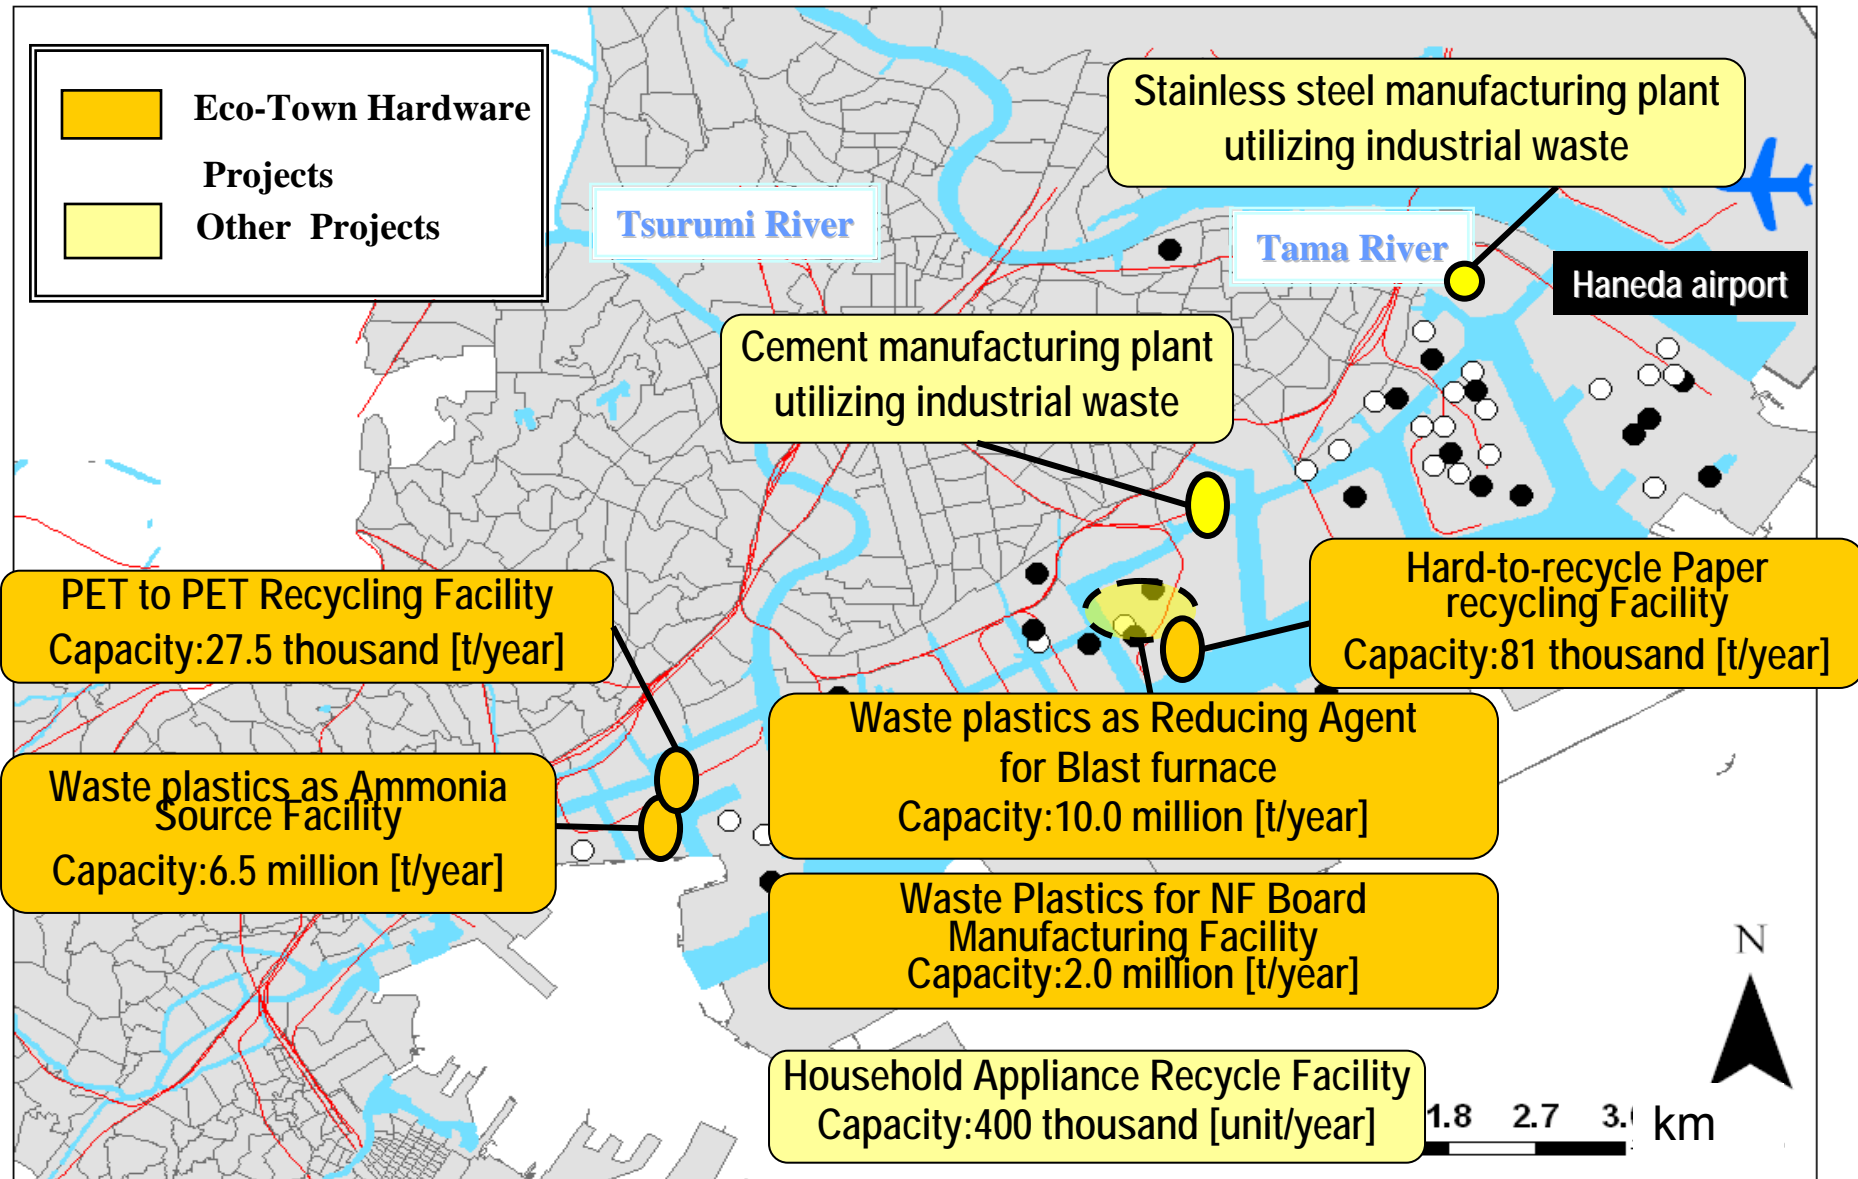 Eco-Town Hardware
Projects
Other Projects
Stainless steel manufacturing plant
utilizing industrial waste
Tsurumi River
Tama River
Haneda airport
Cement manufacturing plant
utilizing industrial waste
PET to PET Recycling Facility
Capacity:27.5 thousand [t/year]
Hard-to-recycle Paper
recycling Facility
Capacity:81 thousand [t/year]
Waste plastics as Ammonia
Source Facility
Capacity:6.5 million [t/year]
Waste plastics as Reducing Agent
for Blast furnace
Capacity:10.0 million [t/year]
Waste Plastics for NF Board
Manufacturing Facility
Capacity:2.0 million [t/year]
N
Household Appliance Recycle Facility
Capacity:400 thousand [unit/year]
1.8 2.7 km